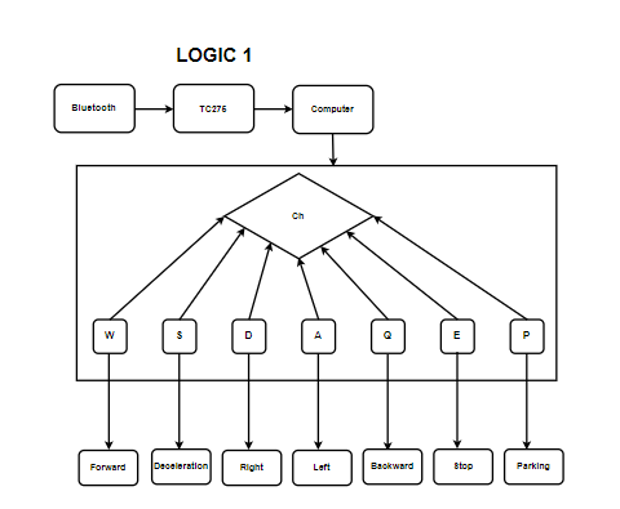 LOGIC 1
Bluetooth
TC275
Computer
Ch
W
S
D
A
Q
E
P
Forward
Deceleration
Right
Left
Backward
Stop
Parking